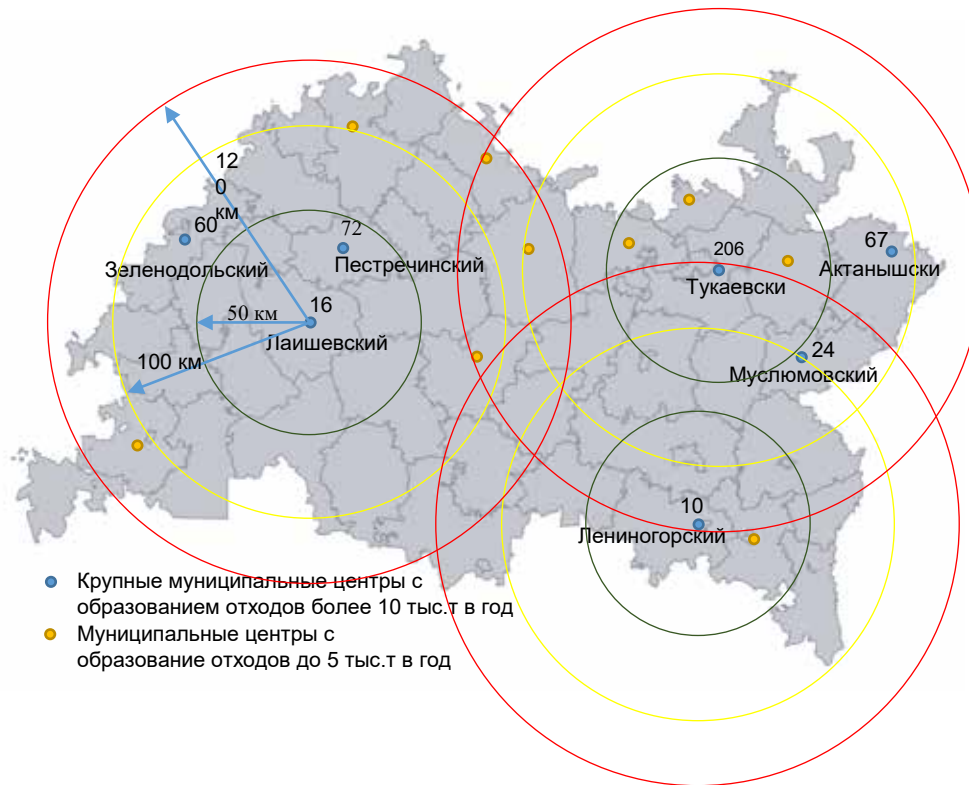 12
0
км
60
Зеленодольский
72
Пестречинский
16
50 км
Лаишевский
100 км
206
Тукаевски
67
Актанышски
24
Муслюмовский
10
Лениногорский
Крупные муниципальные центры с
образованием отходов более 10 тыс.т в год
Муниципальные центры с
образование отходов до 5 тыс.т в год